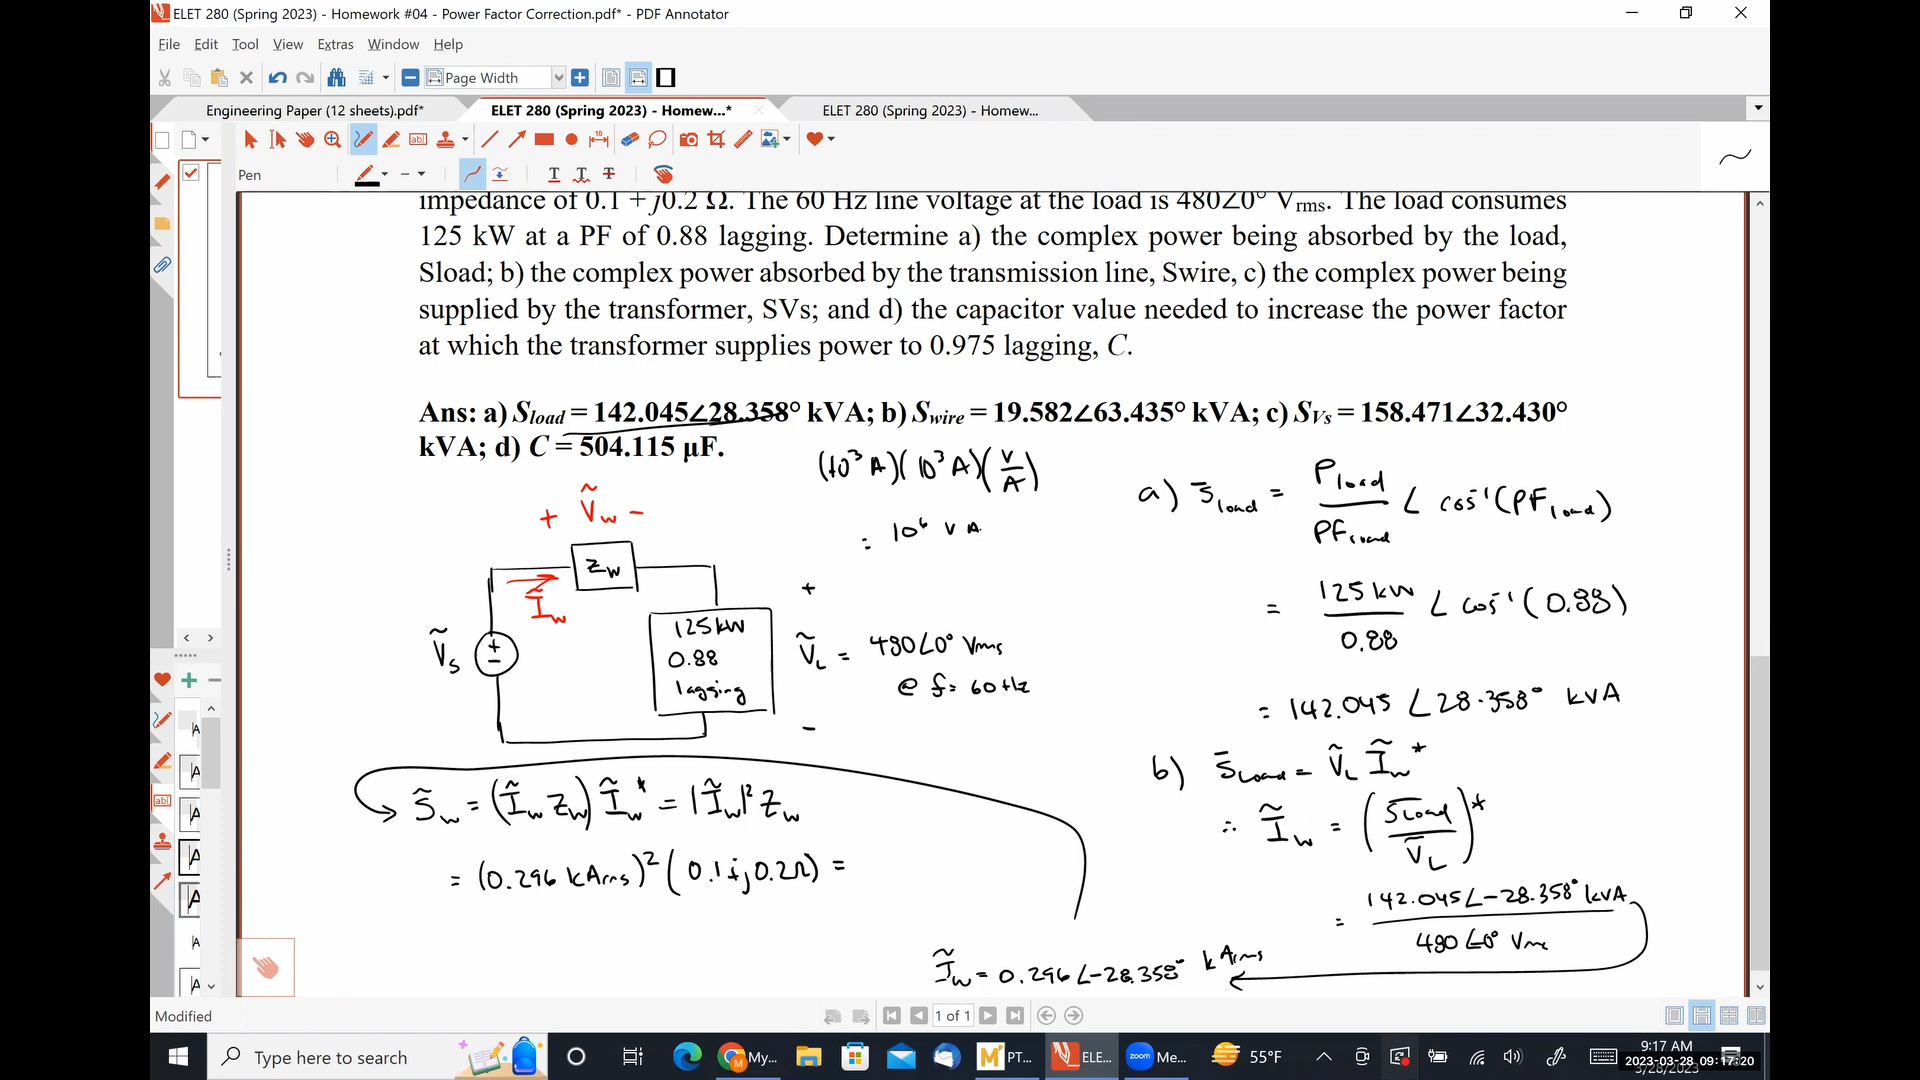 ELET 280 (Spring 2023) - Homework #04 - Power Factor Correction.pdf* - PDF Annotator
File Edit Tool View Extras Window Help
Page Width
Engineering Paper (12 sheets).pdf* ELET 280 (Spring 2023) - Homew...* ELET 280 (Spring 2023) - Homew...
Pen
impedance of 0.1 + j0.2 Ω. The 60 Hz line voltage at the load is 480∠0° Vrms. The load consumes
125 kW at a PF of 0.88 lagging. Determine a) the complex power being absorbed by the load,
Sload; b) the complex power absorbed by the transmission line, Swire, c) the complex power being
supplied by the transformer, SVs; and d) the capacitor value needed to increase the power factor
at which the transformer supplies power to 0.975 lagging, C.
Ans: a) Sload = 142.045∠28.358° kVA; b) Swire = 19.582∠63.435° kVA; c) SVs = 158.471∠32.430°
kVA; d) C = 504.115 µF.
(10³ A)(10³ A)(V/A)
= 10⁶ V A
+ Ṽw -
Zw
Ĩw
Ṽs
+
-
125 kW
0.88
lagging
+
ṼL = 480∠0° Vrms
@ f = 60 Hz
-
a) S̄load = Pload / PFload ∠ cos⁻¹(PFload)
= 125 kW / 0.88 ∠ cos⁻¹(0.88)
= 142.045 ∠28.358° kVA
b) S̄Load = ṼL Ĩw*
∴ Ĩw = (S̄Load / ṼL)*
= 142.045∠-28.358° kVA / 480∠0° Vrms
Ĩw = 0.296∠-28.358° kArms
S̃w = (Ĩw Zw) Ĩw* = |Ĩw|² Zw
= (0.296 kArms)² (0.1+j0.2Ω) =
Modified
1 of 1
Type here to search
My...
PT...
ELE...
zoom
Me...
55°F
9:17 AM
2023-03-28 09:17:20
3/28/2023